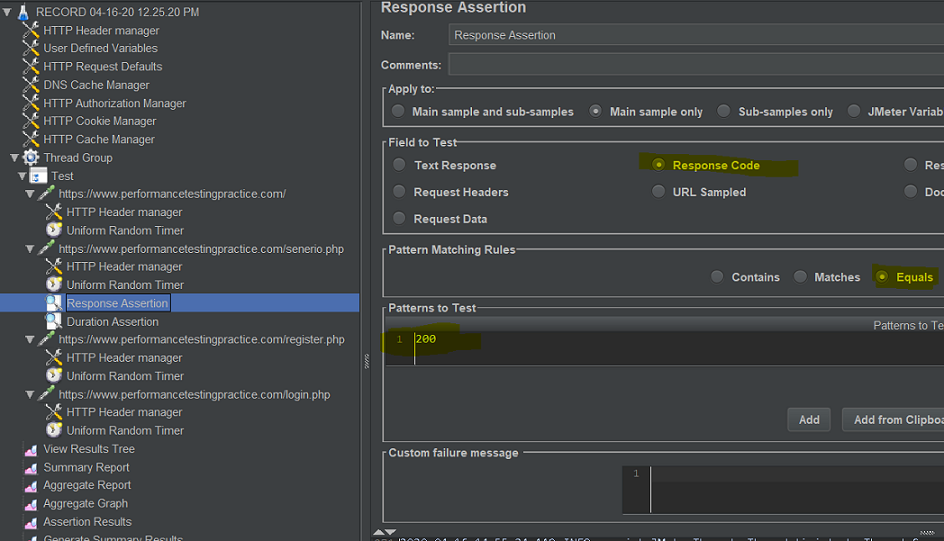 RECORD 04-16-20 12.25.20 PM
HTTP Header manager
User Defined Variables
HTTP Request Defaults
DNS Cache Manager
HTTP Authorization Manager
HTTP Cookie Manager
HTTP Cache Manager
Thread Group
Test
https://www.performancetestingpractice.com/
HTTP Header manager
Uniform Random Timer
https://www.performancetestingpractice.com/senerio.php
HTTP Header manager
Uniform Random Timer
Response Assertion
Duration Assertion
https://www.performancetestingpractice.com/register.php
HTTP Header manager
Uniform Random Timer
https://www.performancetestingpractice.com/login.php
HTTP Header manager
Uniform Random Timer
View Results Tree
Summary Report
Aggregate Report
Aggregate Graph
Assertion Results
Generate Summary Results
Response Assertion
Name: Response Assertion
Comments:
Apply to:
Main sample and sub-samples Main sample only Sub-samples only JMeter Variab
Field to Test
Text Response Response Code Res
Request Headers URL Sampled Doc
Request Data
Pattern Matching Rules
Contains Matches Equals
Patterns to Test
Patterns to Te
1 200
Add Add from Clipboa
Custom failure message
1